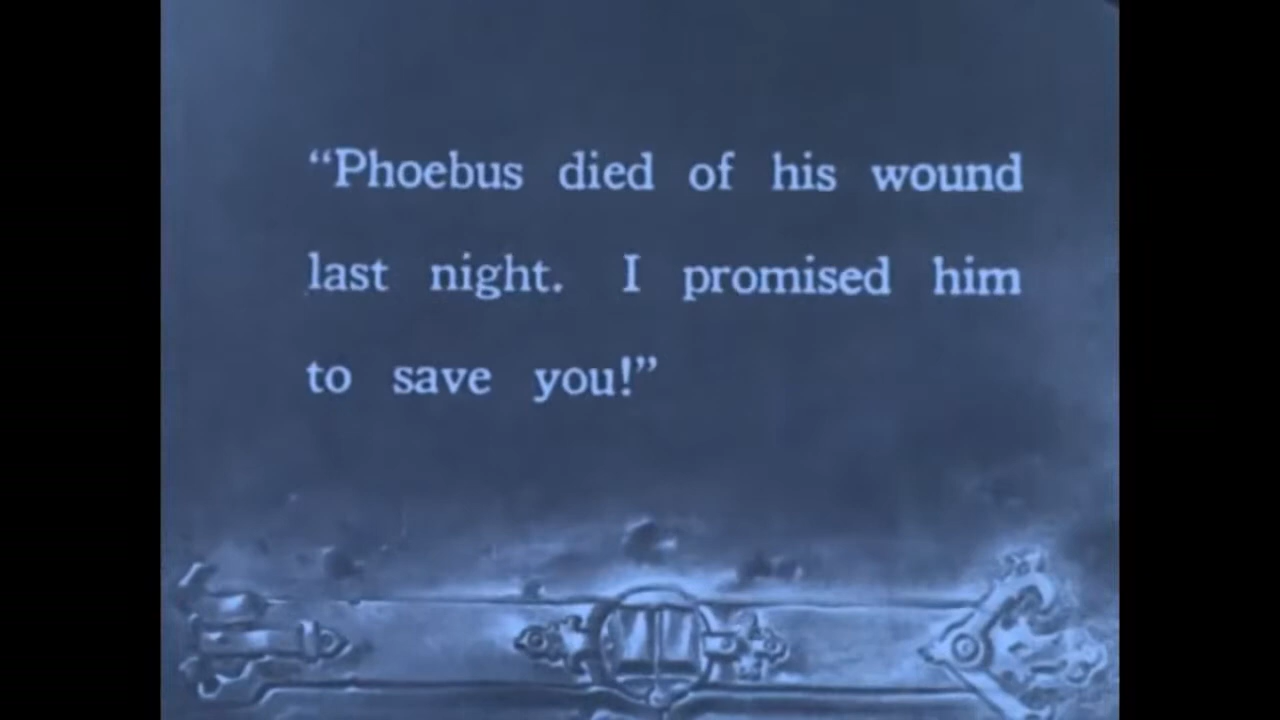 “Phoebus died of his wound
last night. I promised him
to save you!”